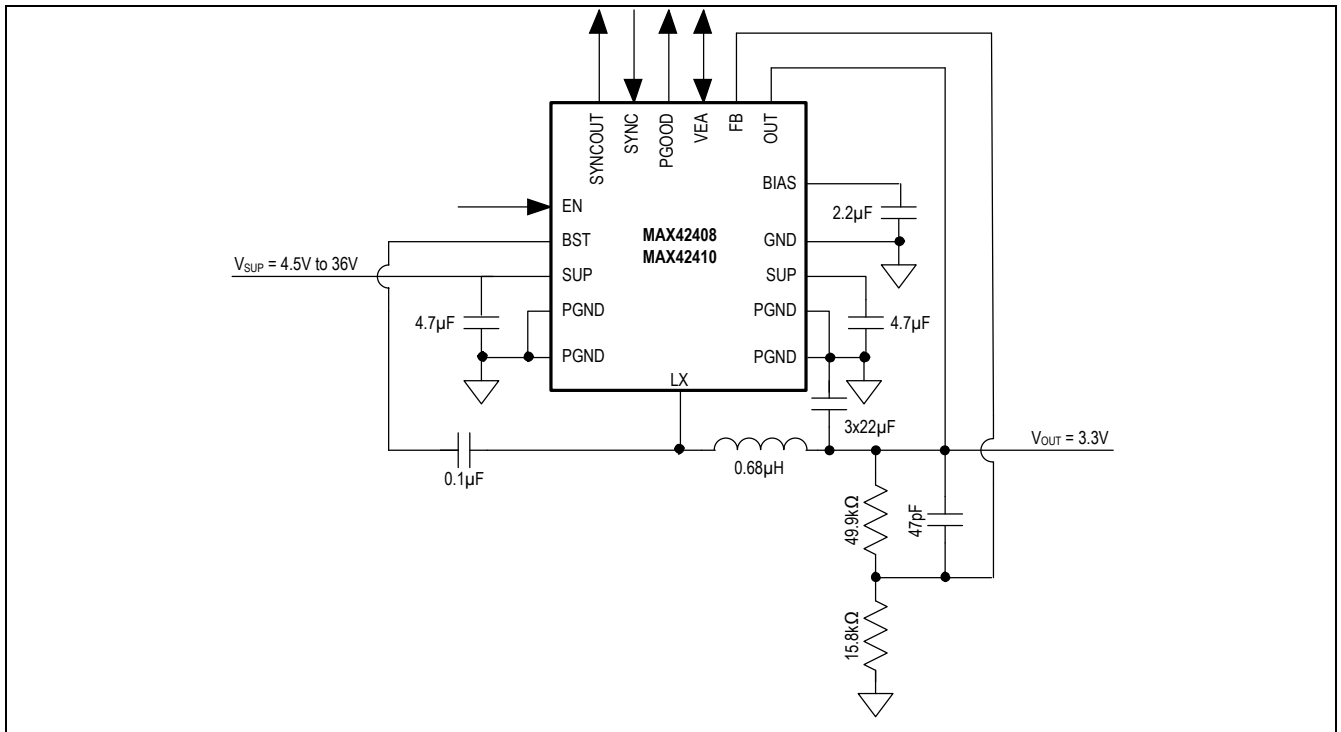 SYNCOUT
SYNC
PGOOD
VEA
FB
OUT
EN
BST
SUP
PGND
PGND
MAX42408
MAX42410
BIAS
GND
SUP
PGND
PGND
LX
2.2µF
V_SUP = 4.5V to 36V
4.7µF
4.7µF
3x22µF
V_OUT = 3.3V
0.1µF
0.68µH
49.9kΩ
47pF
15.8kΩ